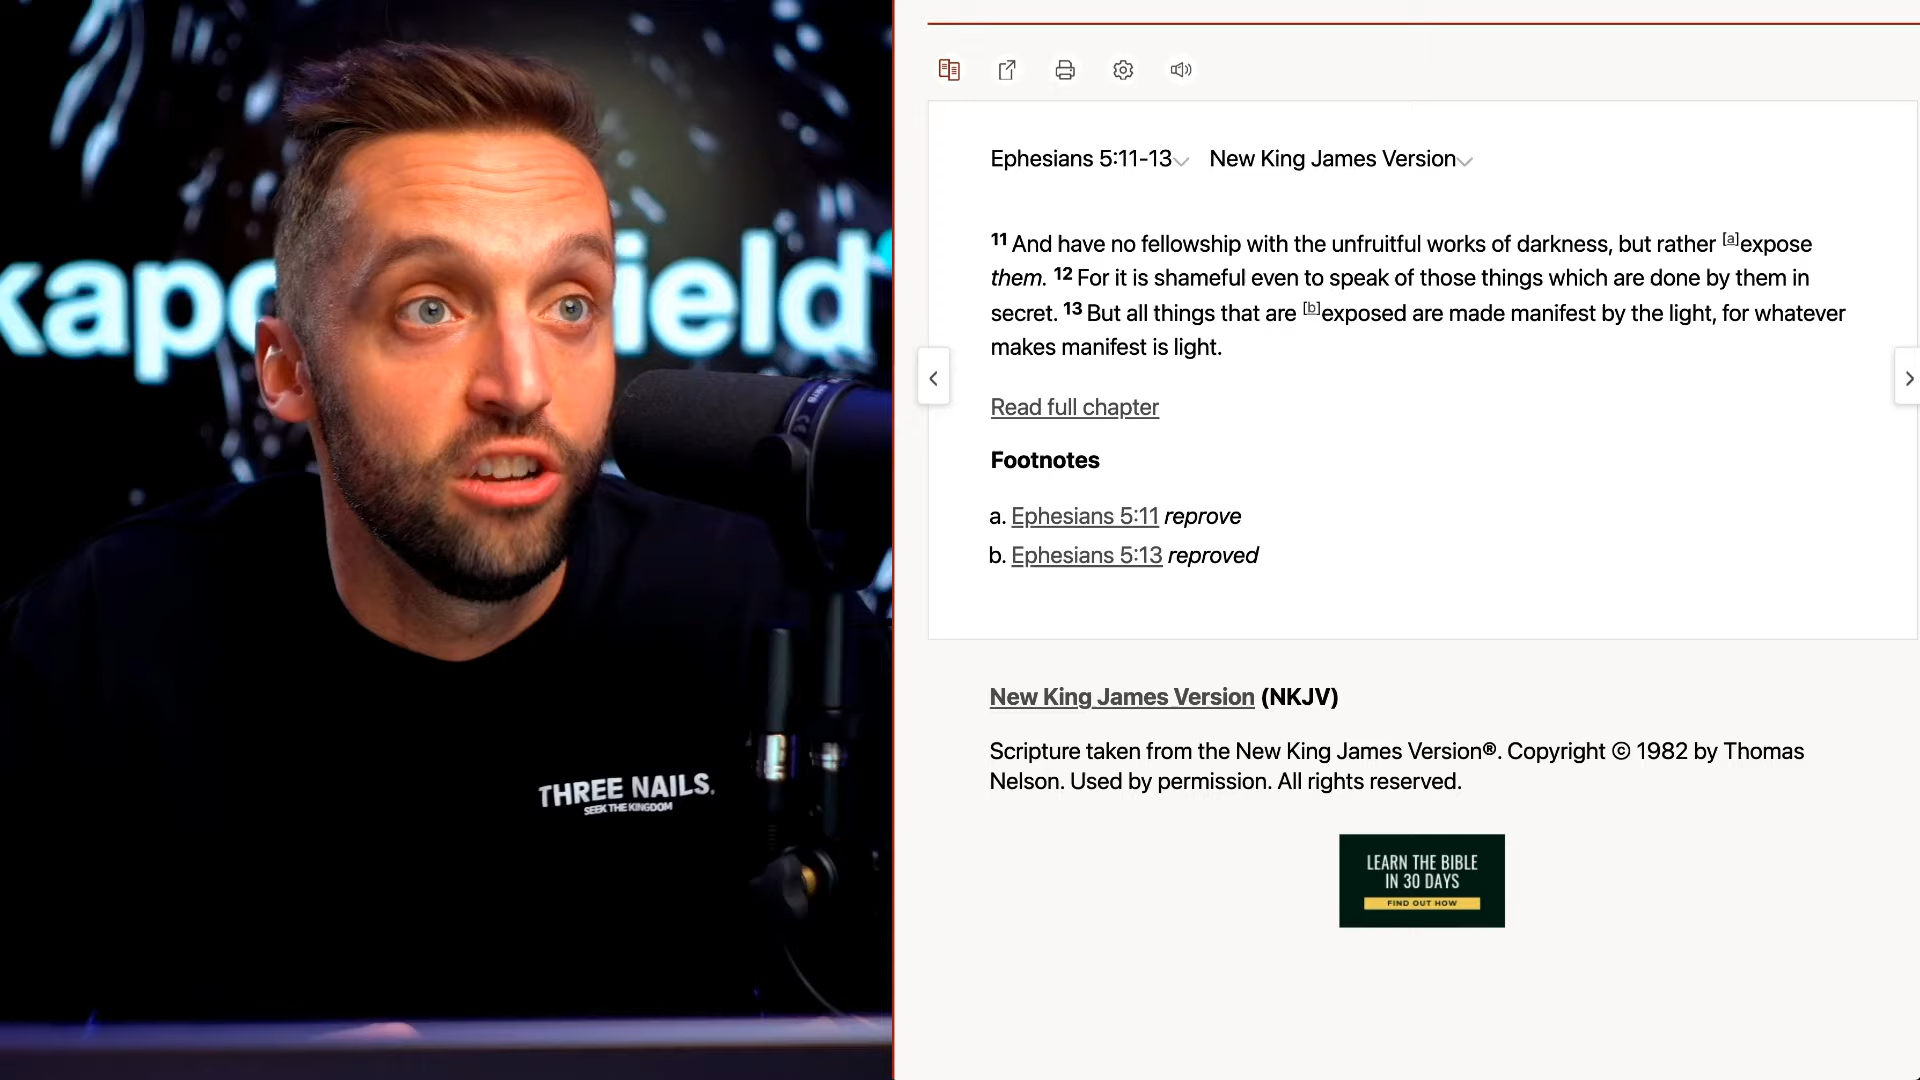 kapo ield
THREE NAILS.
SEEK THE KINGDOM
Ephesians 5:11-13 New King James Version
11 And have no fellowship with the unfruitful works of darkness, but rather [a]expose
them. 12 For it is shameful even to speak of those things which are done by them in
secret. 13 But all things that are [b]exposed are made manifest by the light, for whatever
makes manifest is light.
Read full chapter
Footnotes
a. Ephesians 5:11 reprove
b. Ephesians 5:13 reproved
New King James Version (NKJV)
Scripture taken from the New King James Version®. Copyright © 1982 by Thomas
Nelson. Used by permission. All rights reserved.
LEARN THE BIBLE
IN 30 DAYS
FIND OUT HOW